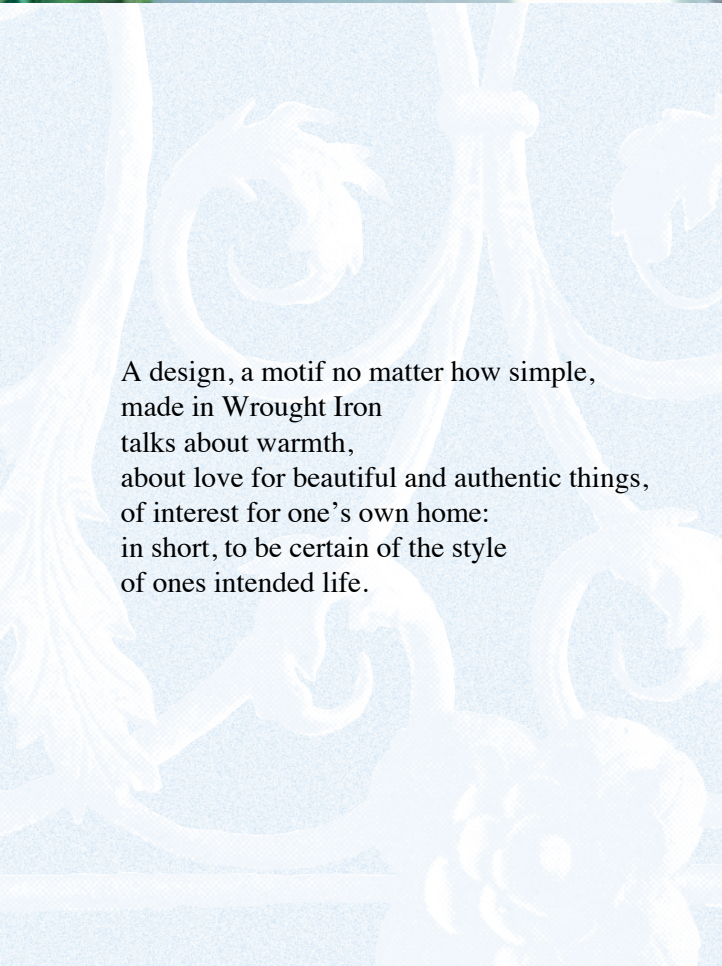 A design, a motif no matter how simple,
made in Wrought Iron
talks about warmth,
about love for beautiful and authentic things,
of interest for one’s own home:
in short, to be certain of the style
of ones intended life.